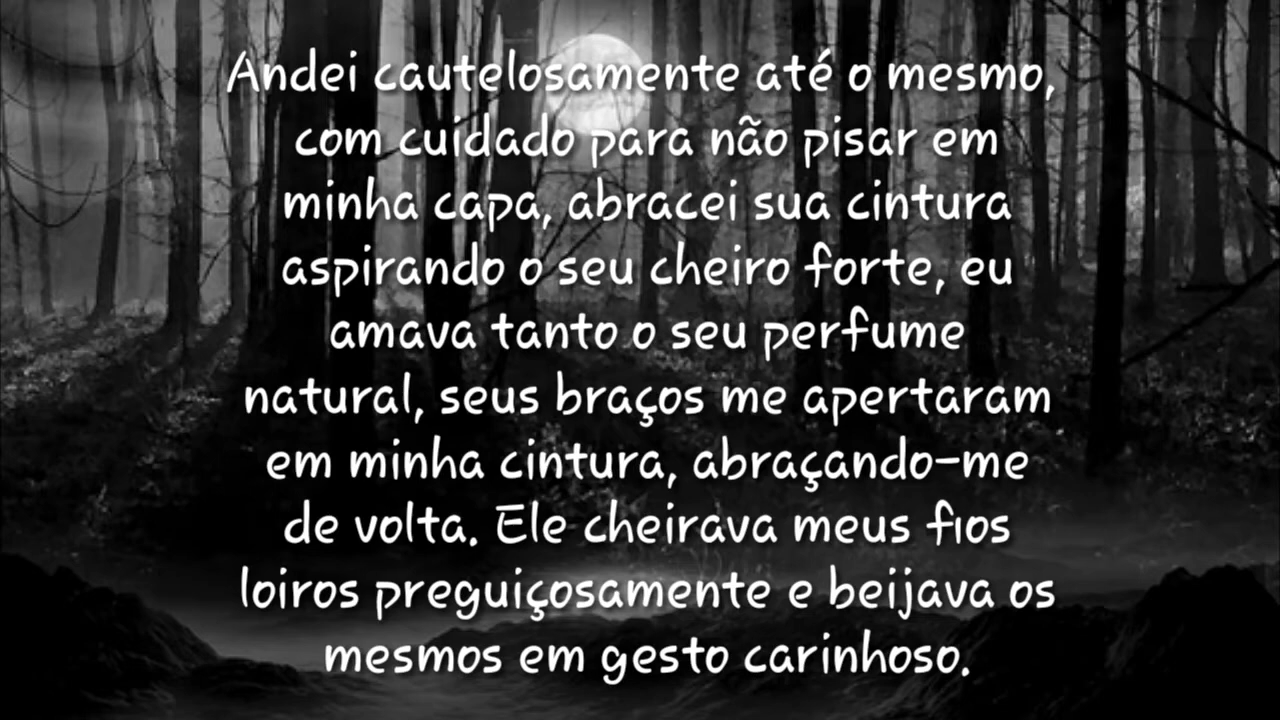 Andei cautelosamente até o mesmo,
com cuidado para não pisar em
minha capa, abracei sua cintura
aspirando o seu cheiro forte, eu
amava tanto o seu perfume
natural, seus braços me apertaram
em minha cintura, abraçando-me
de volta. Ele cheirava meus fios
loiros preguiçosamente e beijava os
mesmos em gesto carinhoso.